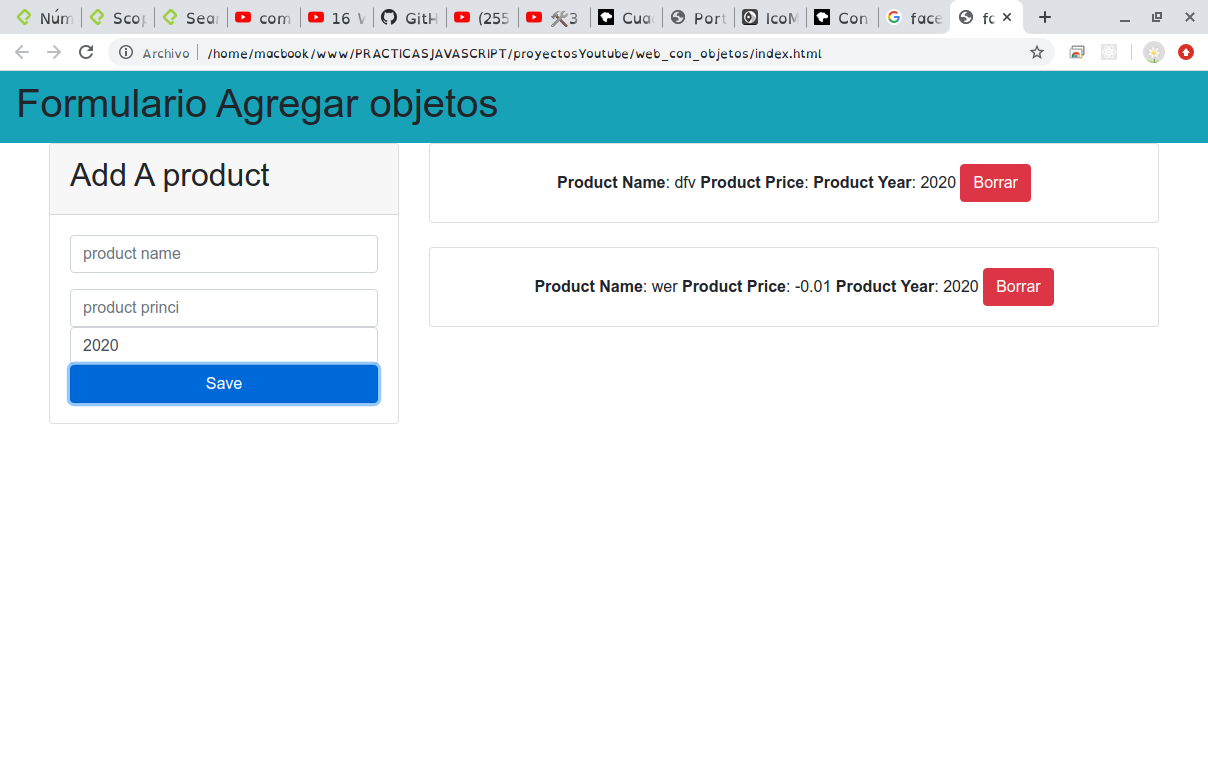 Núm
Scop
Sear
com
16
GitH
(255
3
Cua
Port
IcoM
Con
face
Archivo
/home/macbook/www/PRACTICASJAVASCRIPT/proyectosYoutube/web_con_objetos/index.html
Formulario Agregar objetos
Add A product
product name
product princi
2020
Save
Product Name: dfv Product Price: Product Year: 2020 Borrar
Product Name: wer Product Price: -0.01 Product Year: 2020 Borrar